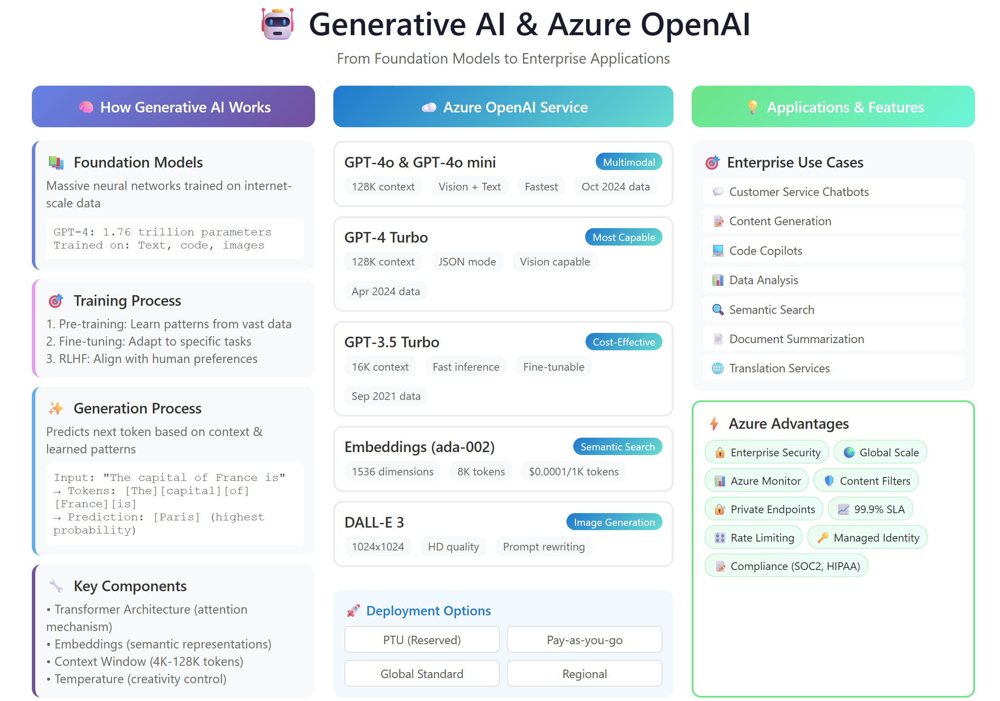 Generative AI & Azure OpenAI
From Foundation Models to Enterprise Applications
How Generative AI Works
Foundation Models
Massive neural networks trained on internet-
scale data
GPT-4: 1.76 trillion parameters
Trained on: Text, code, images
Training Process
1. Pre-training: Learn patterns from vast data
2. Fine-tuning: Adapt to specific tasks
3. RLHF: Align with human preferences
Generation Process
Predicts next token based on context &
learned patterns
Input: "The capital of France is"
→ Tokens: [The][capital][of]
[France][is]
→ Prediction: [Paris] (highest
probability)
Key Components
• Transformer Architecture (attention
mechanism)
• Embeddings (semantic representations)
• Context Window (4K-128K tokens)
• Temperature (creativity control)
Azure OpenAI Service
GPT-4o & GPT-4o mini
Multimodal
128K context
Vision + Text
Fastest
Oct 2024 data
GPT-4 Turbo
Most Capable
128K context
JSON mode
Vision capable
Apr 2024 data
GPT-3.5 Turbo
Cost-Effective
16K context
Fast inference
Fine-tunable
Sep 2021 data
Embeddings (ada-002)
Semantic Search
1536 dimensions
8K tokens
$0.0001/1K tokens
DALL-E 3
Image Generation
1024x1024
HD quality
Prompt rewriting
Deployment Options
PTU (Reserved)
Pay-as-you-go
Global Standard
Regional
Applications & Features
Enterprise Use Cases
Customer Service Chatbots
Content Generation
Code Copilots
Data Analysis
Semantic Search
Document Summarization
Translation Services
Azure Advantages
Enterprise Security
Global Scale
Azure Monitor
Content Filters
Private Endpoints
99.9% SLA
Rate Limiting
Managed Identity
Compliance (SOC2, HIPAA)